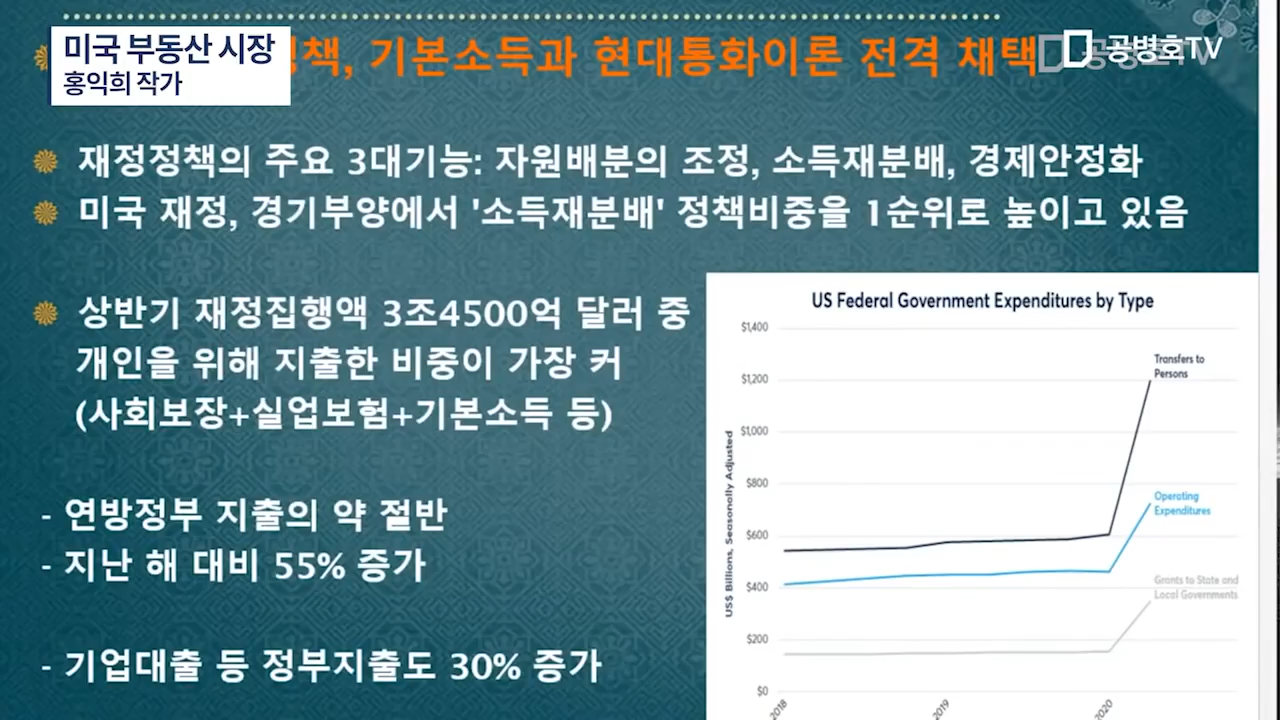 미국 부동산 시장
홍익희 작가
책, 기본소득과 현대통화이론 전격 채택
공병호TV
공병호TV
재정정책의 주요 3대기능: 자원배분의 조정, 소득재분배, 경제안정화
미국 재정, 경기부양에서 '소득재분배' 정책비중을 1순위로 높이고 있음
상반기 재정집행액 3조4500억 달러 중
개인을 위해 지출한 비중이 가장 커
(사회보장+실업보험+기본소득 등)
- 연방정부 지출의 약 절반
- 지난 해 대비 55% 증가
- 기업대출 등 정부지출도 30% 증가
US Federal Government Expenditures by Type
US$ Billions, Seasonally Adjusted
$1,400
$1,200
$1,000
$800
$600
$400
$200
$0
Transfers to
Persons
Operating
Expenditures
Grants to State and
Local Governments
2018
2019
2020